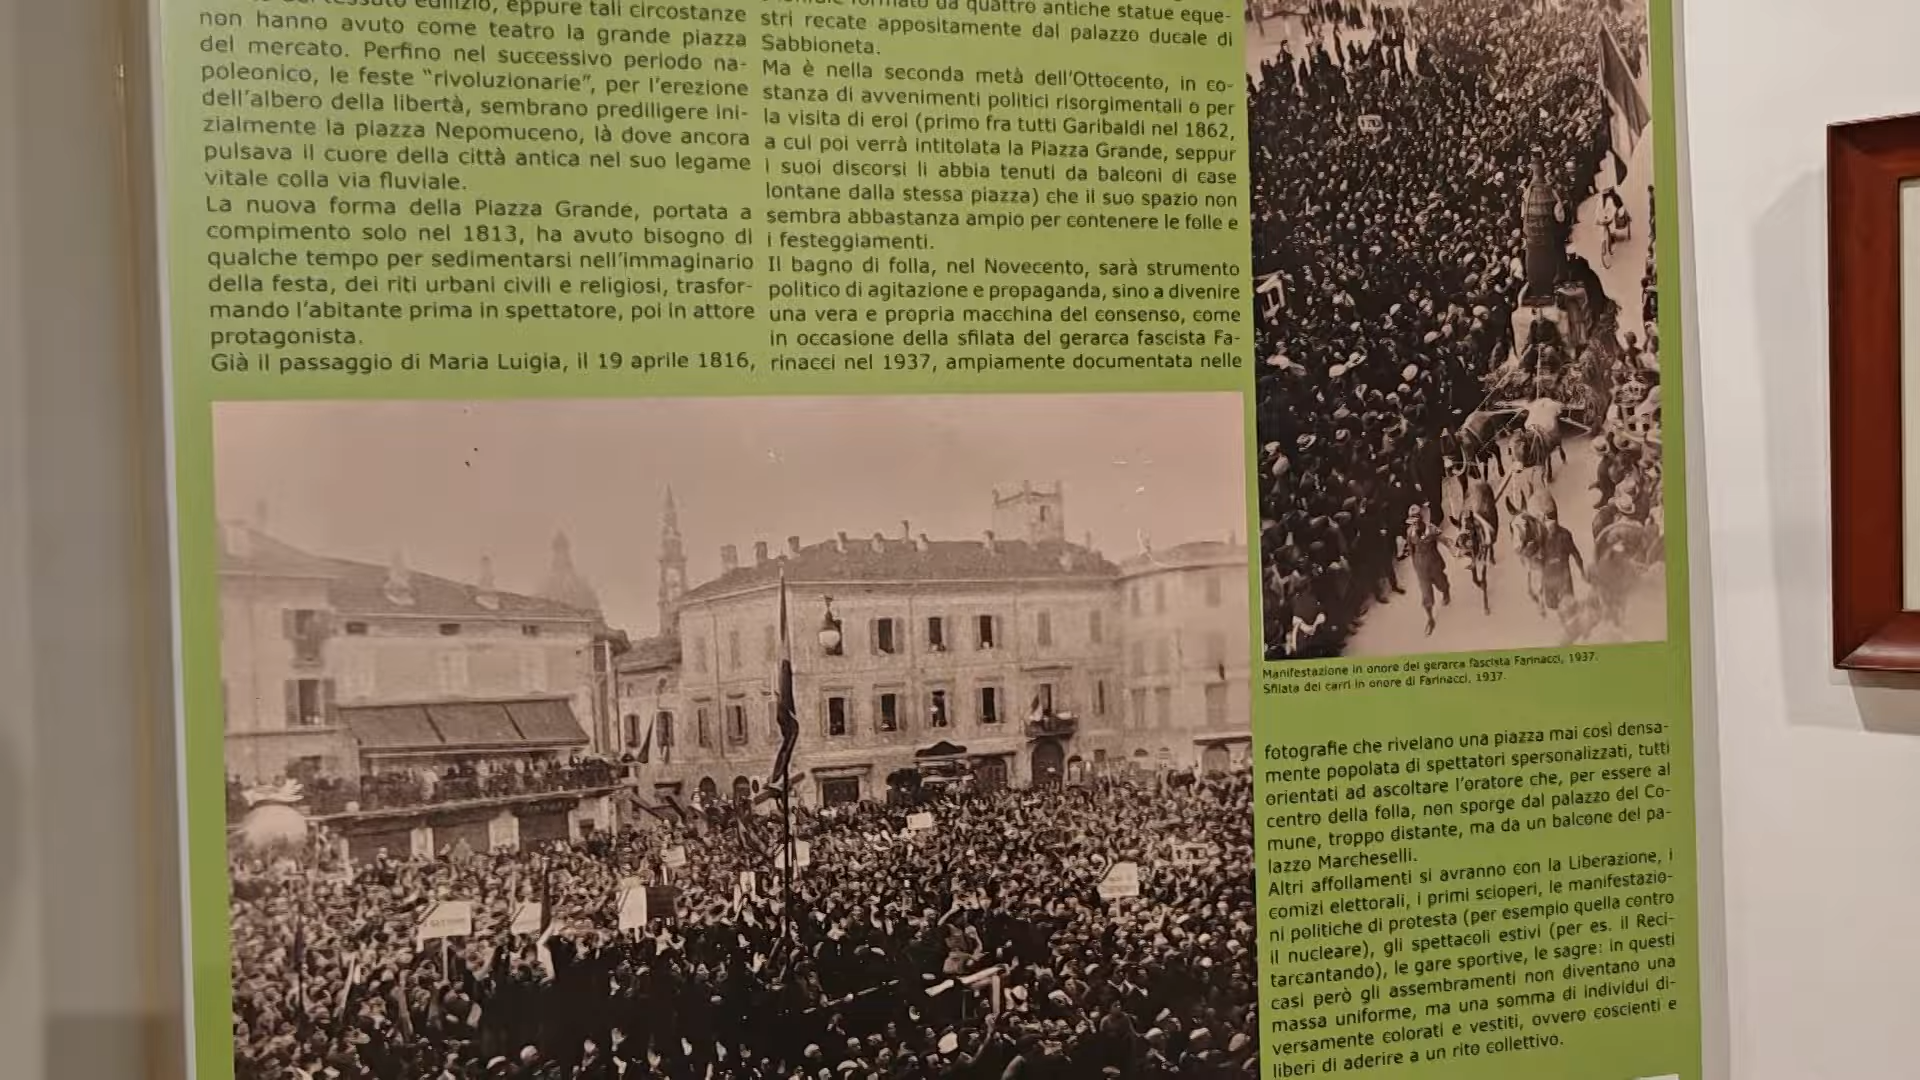 edilizio, eppure tali circostanze
non hanno avuto come teatro la grande piazza
del mercato. Perfino nel successivo periodo na-
poleonico, le feste “rivoluzionarie”, per l’erezione
dell’albero della libertà, sembrano prediligere ini-
zialmente la piazza Nepomuceno, là dove ancora
pulsava il cuore della città antica nel suo legame
vitale colla via fluviale.
La nuova forma della Piazza Grande, portata a
compimento solo nel 1813, ha avuto bisogno di
qualche tempo per sedimentarsi nell’immaginario
della festa, dei riti urbani civili e religiosi, trasfor-
mando l’abitante prima in spettatore, poi in attore
protagonista.
Già il passaggio di Maria Luigia, il 19 aprile 1816,
da quattro antiche statue eque-
stri recate appositamente dal palazzo ducale di
Sabbioneta.
Ma è nella seconda metà dell’Ottocento, in co-
stanza di avvenimenti politici risorgimentali o per
la visita di eroi (primo fra tutti Garibaldi nel 1862,
a cui poi verrà intitolata la Piazza Grande, seppur
i suoi discorsi li abbia tenuti da balconi di case
lontane dalla stessa piazza) che il suo spazio non
sembra abbastanza ampio per contenere le folle e
i festeggiamenti.
Il bagno di folla, nel Novecento, sarà strumento
politico di agitazione e propaganda, sino a divenire
una vera e propria macchina del consenso, come
in occasione della sfilata del gerarca fascista Fa-
rinacci nel 1937, ampiamente documentata nelle
Manifestazione in onore del gerarca fascista Farinacci, 1937.
Sfilata dei carri in onore di Farinacci, 1937.
fotografie che rivelano una piazza mai così densa-
mente popolata di spettatori spersonalizzati, tutti
orientati ad ascoltare l’oratore che, per essere al
centro della folla, non sporge dal palazzo del Co-
mune, troppo distante, ma da un balcone del pa-
lazzo Marcheselli.
Altri affollamenti si avranno con la Liberazione, i
comizi elettorali, i primi scioperi, le manifestazio-
ni politiche di protesta (per esempio quella contro
il nucleare), gli spettacoli estivi (per es. il Reci-
tarcantando), le gare sportive, le sagre: in questi
casi però gli assembramenti non diventano una
massa uniforme, ma una somma di individui di-
versamente colorati e vestiti, ovvero coscienti e
liberi di aderire a un rito collettivo.